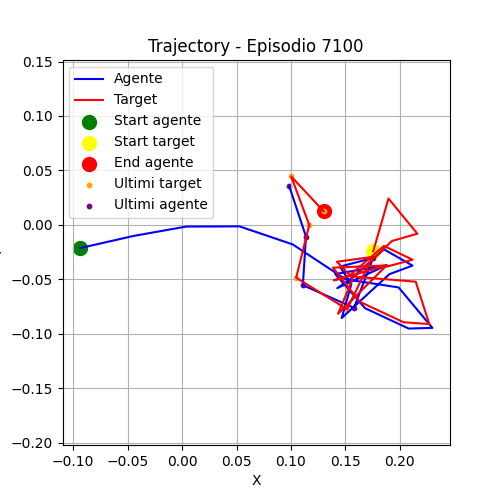 Trajectory - Episodio 7100
0.15
0.10
0.05
0.00
−0.05
−0.10
−0.15
−0.20
Agente
Target
Start agente
Start target
End agente
Ultimi target
Ultimi agente
−0.10 −0.05 0.00 0.05 0.10 0.15 0.20
X